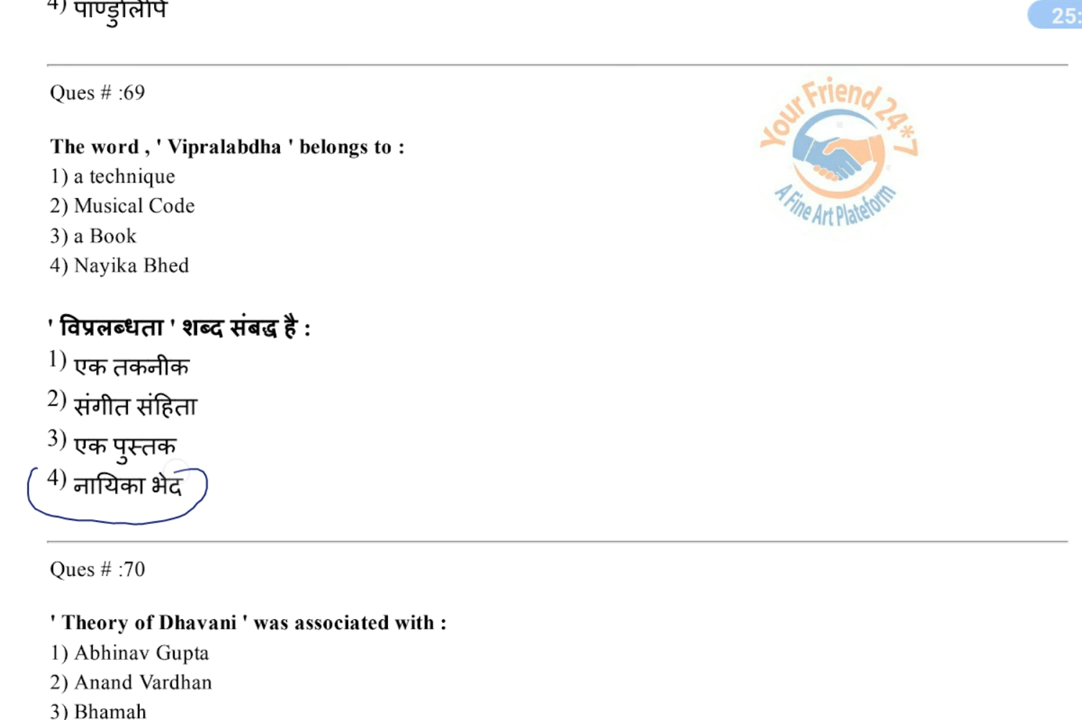 4) पाण्डुलिपि
25:
Ques # :69
Your Friend 24*7
A Fine Art Plateform
The word , ' Vipralabdha ' belongs to :
1) a technique
2) Musical Code
3) a Book
4) Nayika Bhed
' विप्रलब्धता ' शब्द संबद्ध है :
1) एक तकनीक
2) संगीत संहिता
3) एक पुस्तक
4) नायिका भेद
Ques # :70
' Theory of Dhavani ' was associated with :
1) Abhinav Gupta
2) Anand Vardhan
3) Bhamah